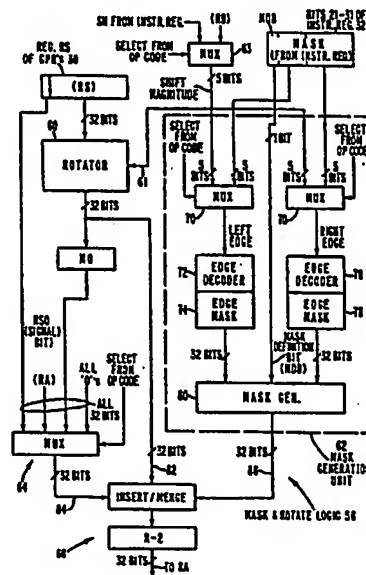 SH FROM INSTR. REG.
(RB)
MDB
BITS 21-31 OF
INSTR. REG. 32
SELECT FROM
OP CODE
MUX
63
MASK
(FROM INSTR. REG)
REG. RS
OF GPR'S 38
(RS)
5 BITS
SHIFT
MAGNITUDE
32 BITS
60
ROTATOR
61
SELECT
FROM
OP CODE
5
BITS
5
BITS
1 BIT
5
BITS
5
BITS
SELECT
FROM
OP CODE
MUX
70
MUX
70
32 BITS
LEFT
EDGE
RIGHT
EDGE
MQ
72
EDGE
DECODER
EDGE
DECODER
74
EDGE
MASK
EDGE
MASK
78
RSO
(SIGNAL)
BIT)
32 BITS
MASK
DEFINITION
BIT
(MDB)
32 BITS
(RA)
ALL
'0's
SELECT
FROM
OP CODE
ALL
32 BITS
80
MASK GEN.
MUX
64
32 BITS
32 BITS
82
32 BITS
86
62
MASK
GENERATION
UNIT
84
INSERT/MERGE
MASK & ROTATE LOGIC 56
68
R-2
32 BITS
TO RA